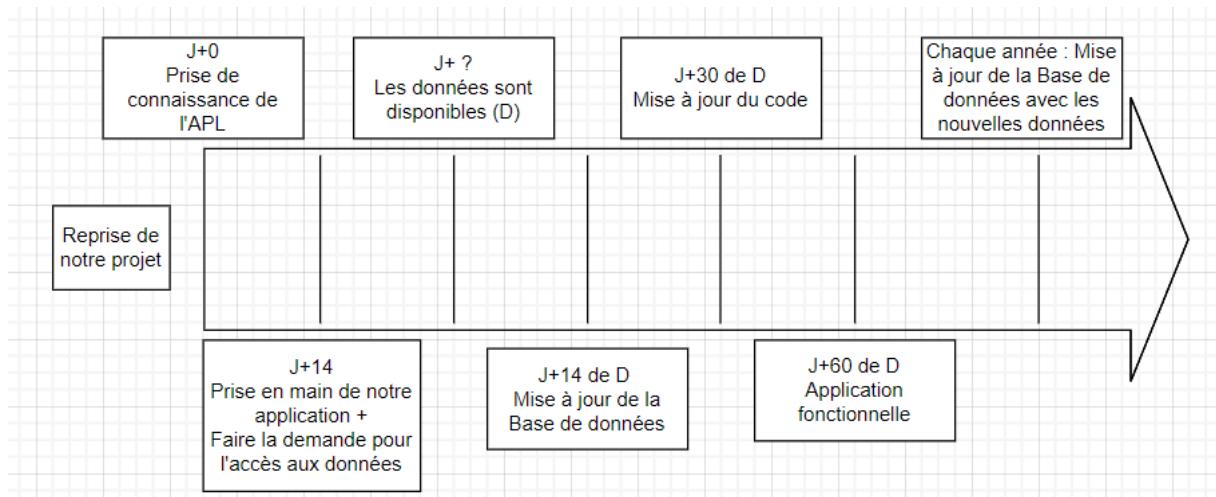 J+0
Prise de
connaissance de
l'APL
J+ ?
Les données sont
disponibles (D)
J+30 de D
Mise à jour du code
Chaque année : Mise
à jour de la Base de
données avec les
nouvelles données
Reprise de
notre projet
J+14
Prise en main de notre
application +
Faire la demande pour
l'accès aux données
J+14 de D
Mise à jour de la
Base de données
J+60 de D
Application
fonctionnelle